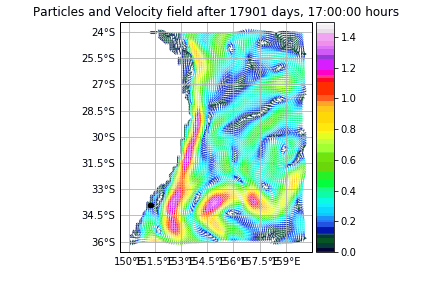 Particles and Velocity field after 17901 days, 17:00:00 hours
24°S
25.5°S
27°S
28.5°S
30°S
31.5°S
33°S
34.5°S
36°S
150°E 151.5°E 153°E 154.5°E 156°E 157.5°E 159°E
1.4
1.2
1.0
0.8
0.6
0.4
0.2
0.0